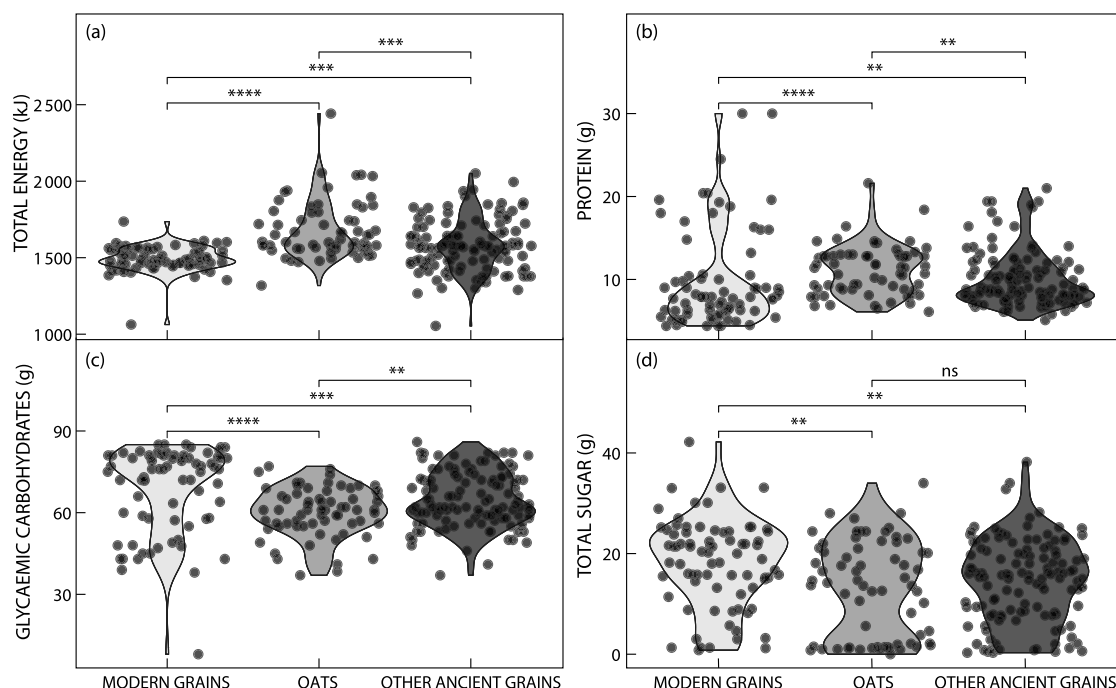 (a)
***
***
****
TOTAL ENERGY (kJ)
2 500
2 000
1 500
1 000
(b)
**
**
****
PROTEIN (g)
30
20
10
(c)
**
***
****
GLYCAEMIC CARBOHYDRATES (g)
90
60
30
MODERN GRAINS OATS OTHER ANCIENT GRAINS
(d)
ns
**
**
TOTAL SUGAR (g)
40
20
0
MODERN GRAINS OATS OTHER ANCIENT GRAINS